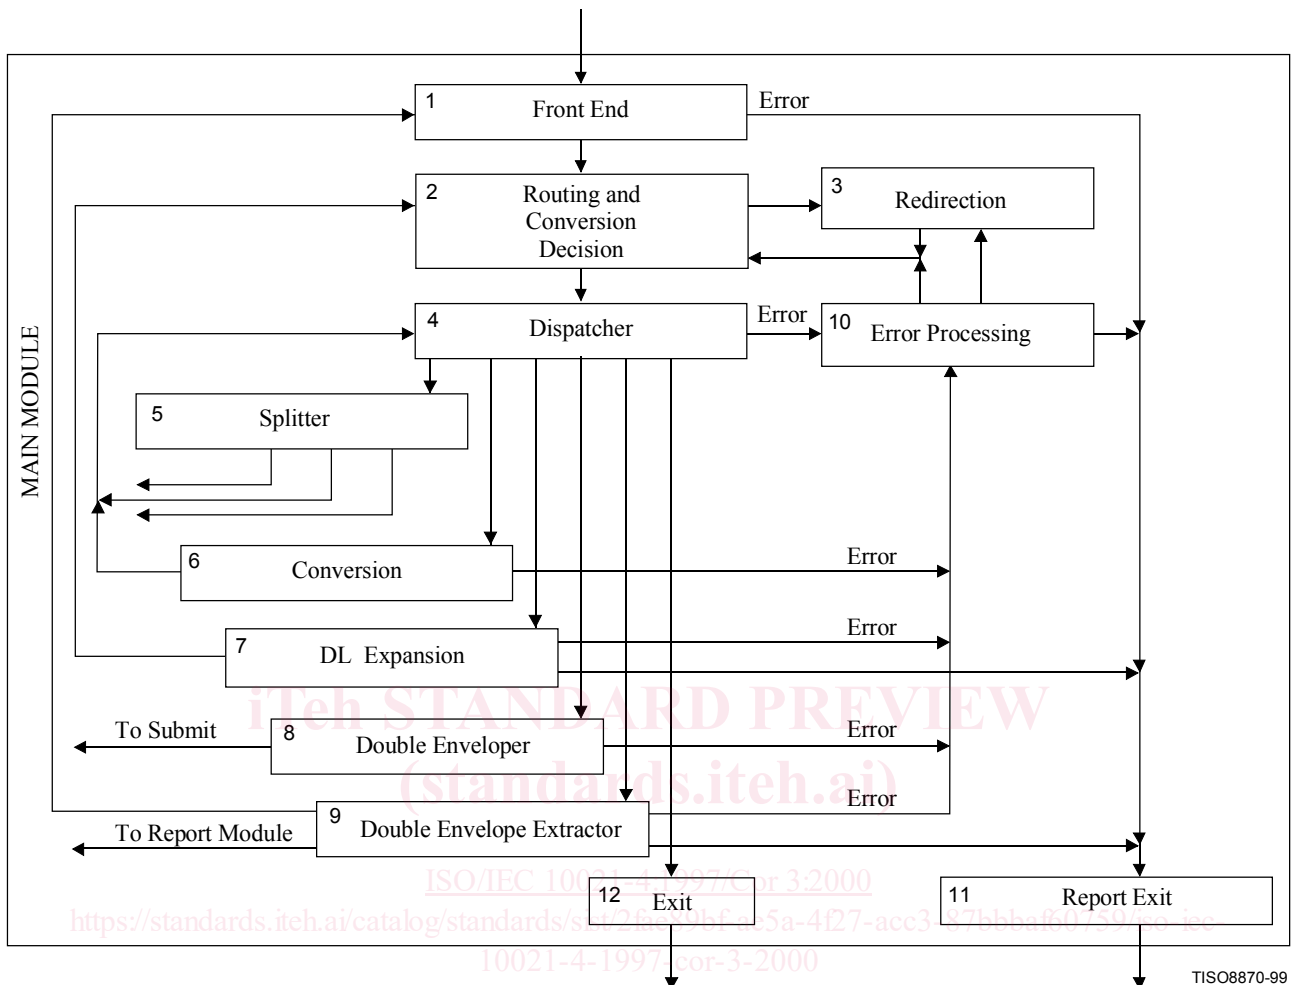 1
Front End
Error
2
Routing and
Conversion
Decision
3
Redirection
4
Dispatcher
Error
10
Error Processing
MAIN MODULE
5
Splitter
6
Conversion
Error
7
DL Expansion
Error
iTeh STANDARD PREVIEW
To Submit
8
Double Enveloper
Error
(standards.iteh.ai)
9
Double Envelope Extractor
Error
To Report Module
ISO/IEC 10021-4:1997/Cor 3:2000
12
Exit
11
Report Exit
https://standards.iteh.ai/catalog/standards/sist/2fae89bf-ae5a-4f27-acc3-87bbbaf60759/iso-iec-
10021-4-1997-cor-3-2000
TISO8870-99